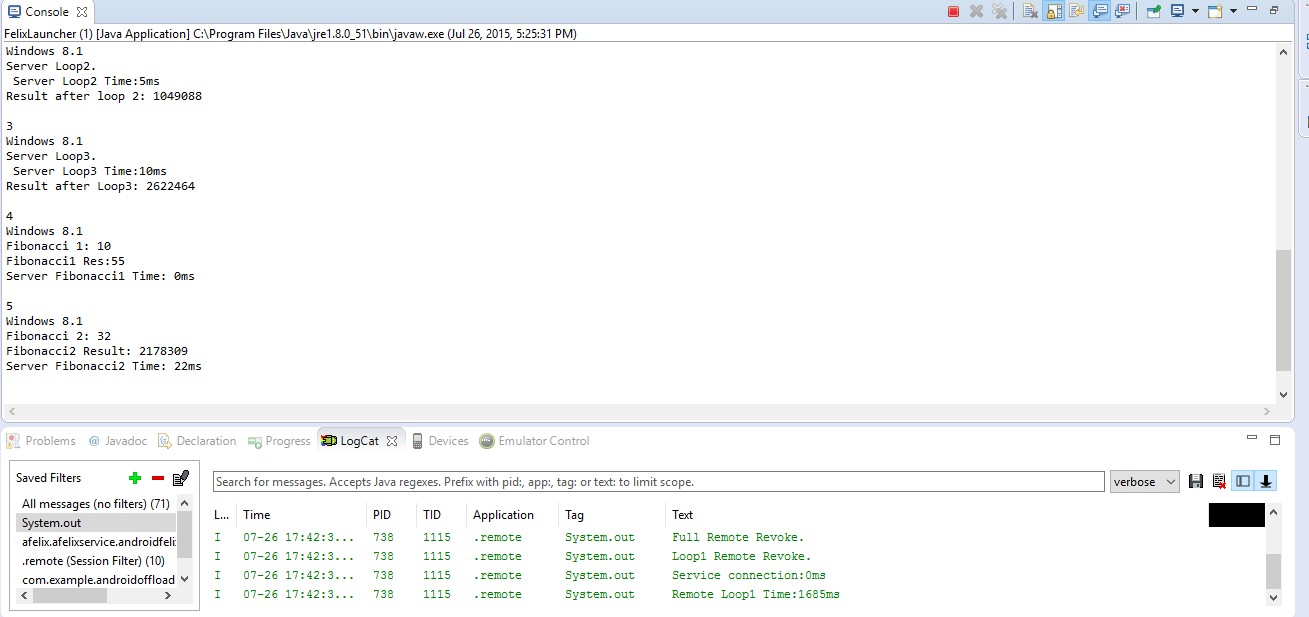 Console
FelixLauncher (1) [Java Application] C:\Program Files\Java\jre1.8.0_51\bin\javaw.exe (Jul 26, 2015, 5:25:31 PM)
Windows 8.1
Server Loop2.
Server Loop2 Time:5ms
Result after loop 2: 1049088
3
Windows 8.1
Server Loop3.
Server Loop3 Time:10ms
Result after Loop3: 2622464
4
Windows 8.1
Fibonacci 1: 10
Fibonacci1 Res:55
Server Fibonacci1 Time: 0ms
5
Windows 8.1
Fibonacci 2: 32
Fibonacci2 Result: 2178309
Server Fibonacci2 Time: 22ms
Problems @ Javadoc Declaration Progress LogCat Devices Emulator Control
Saved Filters
All messages (no filters) (71)
System.out
afelix.afelixservice.androidfeli
.remote (Session Filter) (10)
com.example.androidoffload
Search for messages. Accepts Java regexes. Prefix with pid:, app:, tag: or text: to limit scope.
verbose
L... Time PID TID Application Tag Text
I 07-26 17:42:3... 738 1115 .remote System.out Full Remote Revoke.
I 07-26 17:42:3... 738 1115 .remote System.out Loop1 Remote Revoke.
I 07-26 17:42:3... 738 1115 .remote System.out Service connection:0ms
I 07-26 17:42:3... 738 1115 .remote System.out Remote Loop1 Time:1685ms